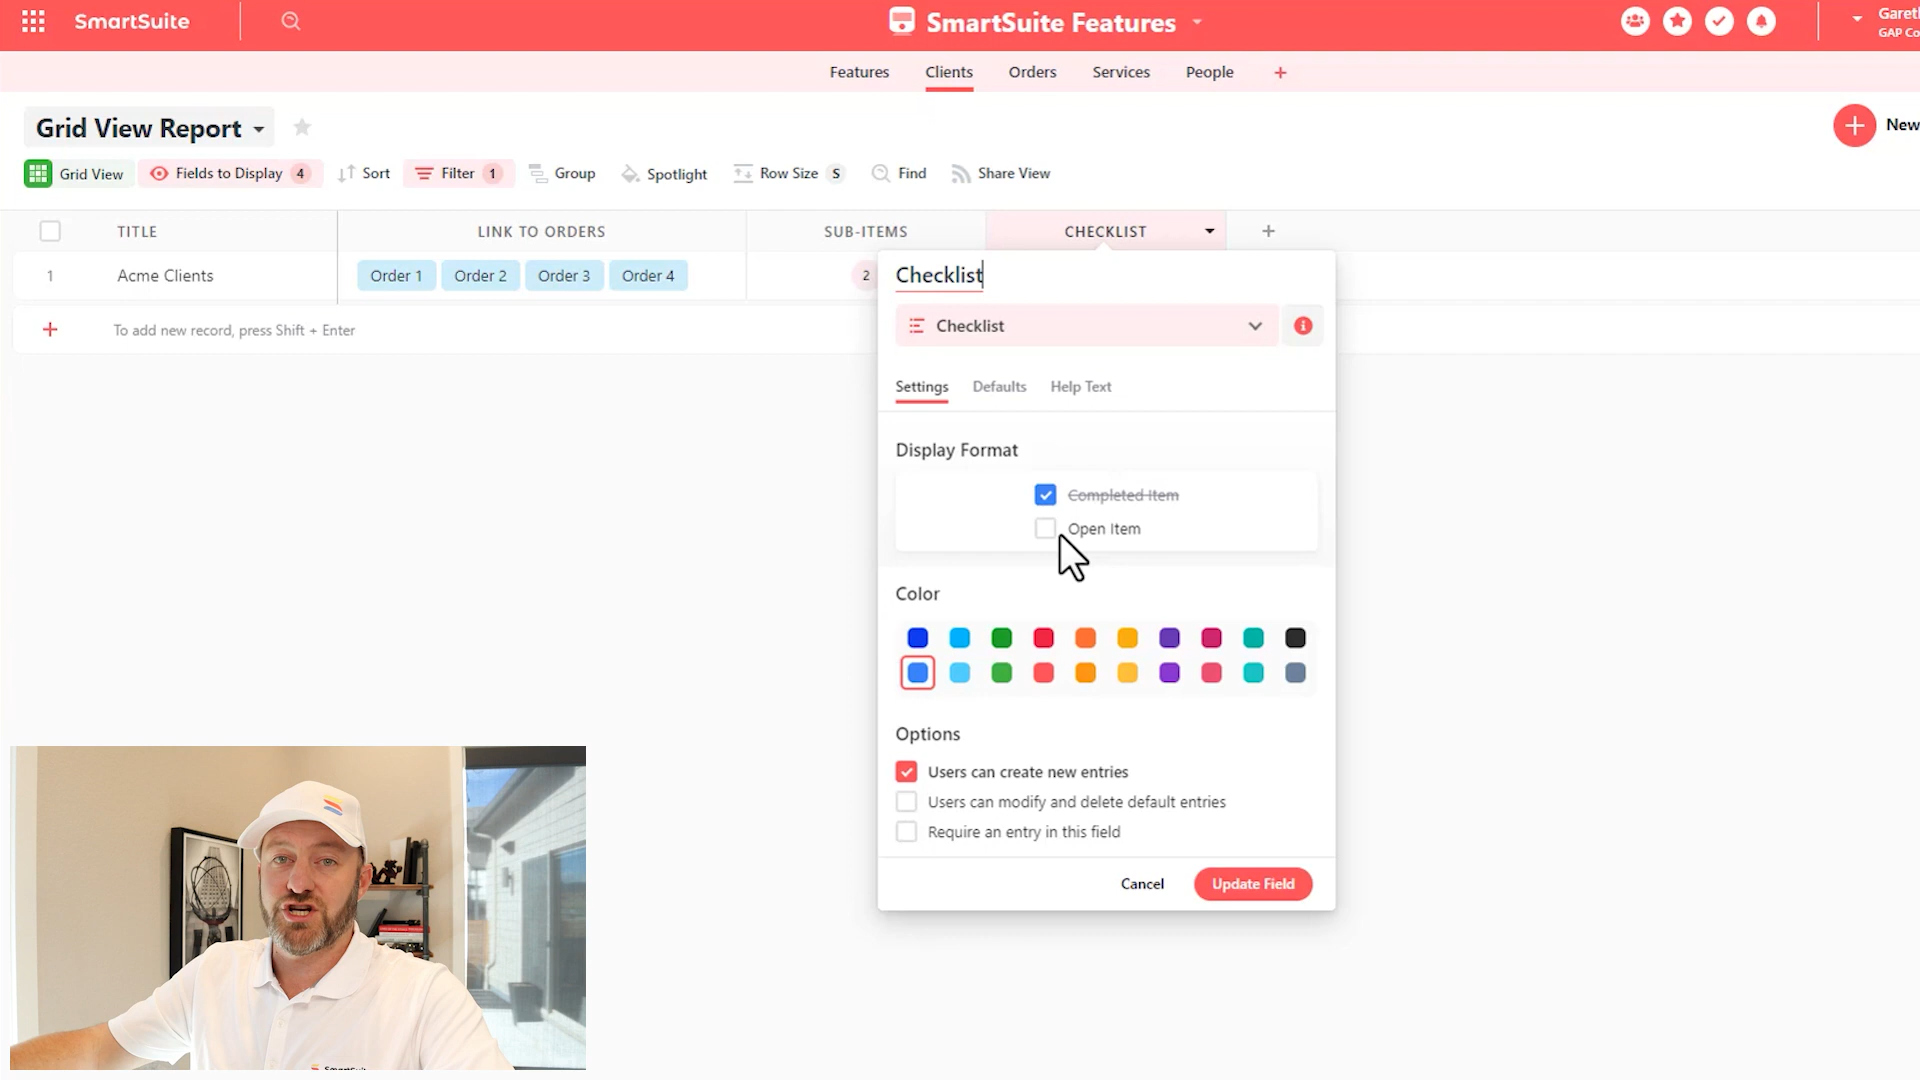 SmartSuite
SmartSuite Features
Gareth
GAP Co
Features Clients Orders Services People
Grid View Report
New
Grid View Fields to Display 4 Sort Filter 1 Group Spotlight Row Size S Find Share View
TITLE LINK TO ORDERS SUB-ITEMS CHECKLIST
1 Acme Clients Order 1 Order 2 Order 3 Order 4 2
To add new record, press Shift + Enter
Checklist
Checklist
Settings Defaults Help Text
Display Format
Completed Item
Open Item
Color
Options
Users can create new entries
Users can modify and delete default entries
Require an entry in this field
Cancel Update Field